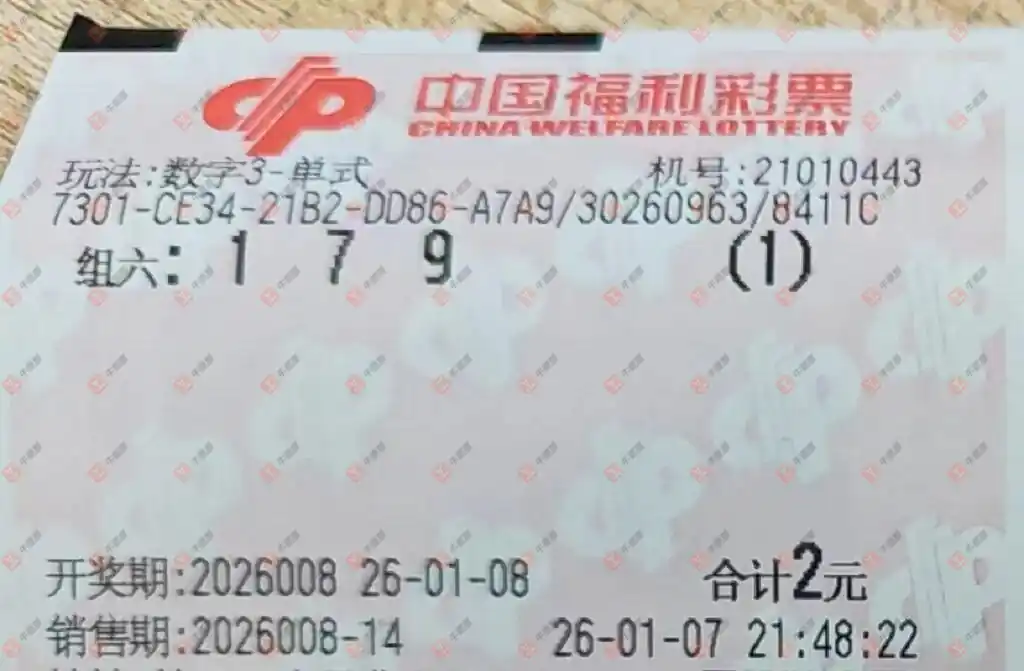 中国福利彩票
CHINA WELFARE LOTTERY
玩法:数字3-单式 机号:21010443
7301-CE34-21B2-DD86-A7A9/30260963/8411C
组六: 1 7 9 (1)
开奖期:2026008 26-01-08 合计2元
销售期:2026008-14 26-01-07 21:48:22